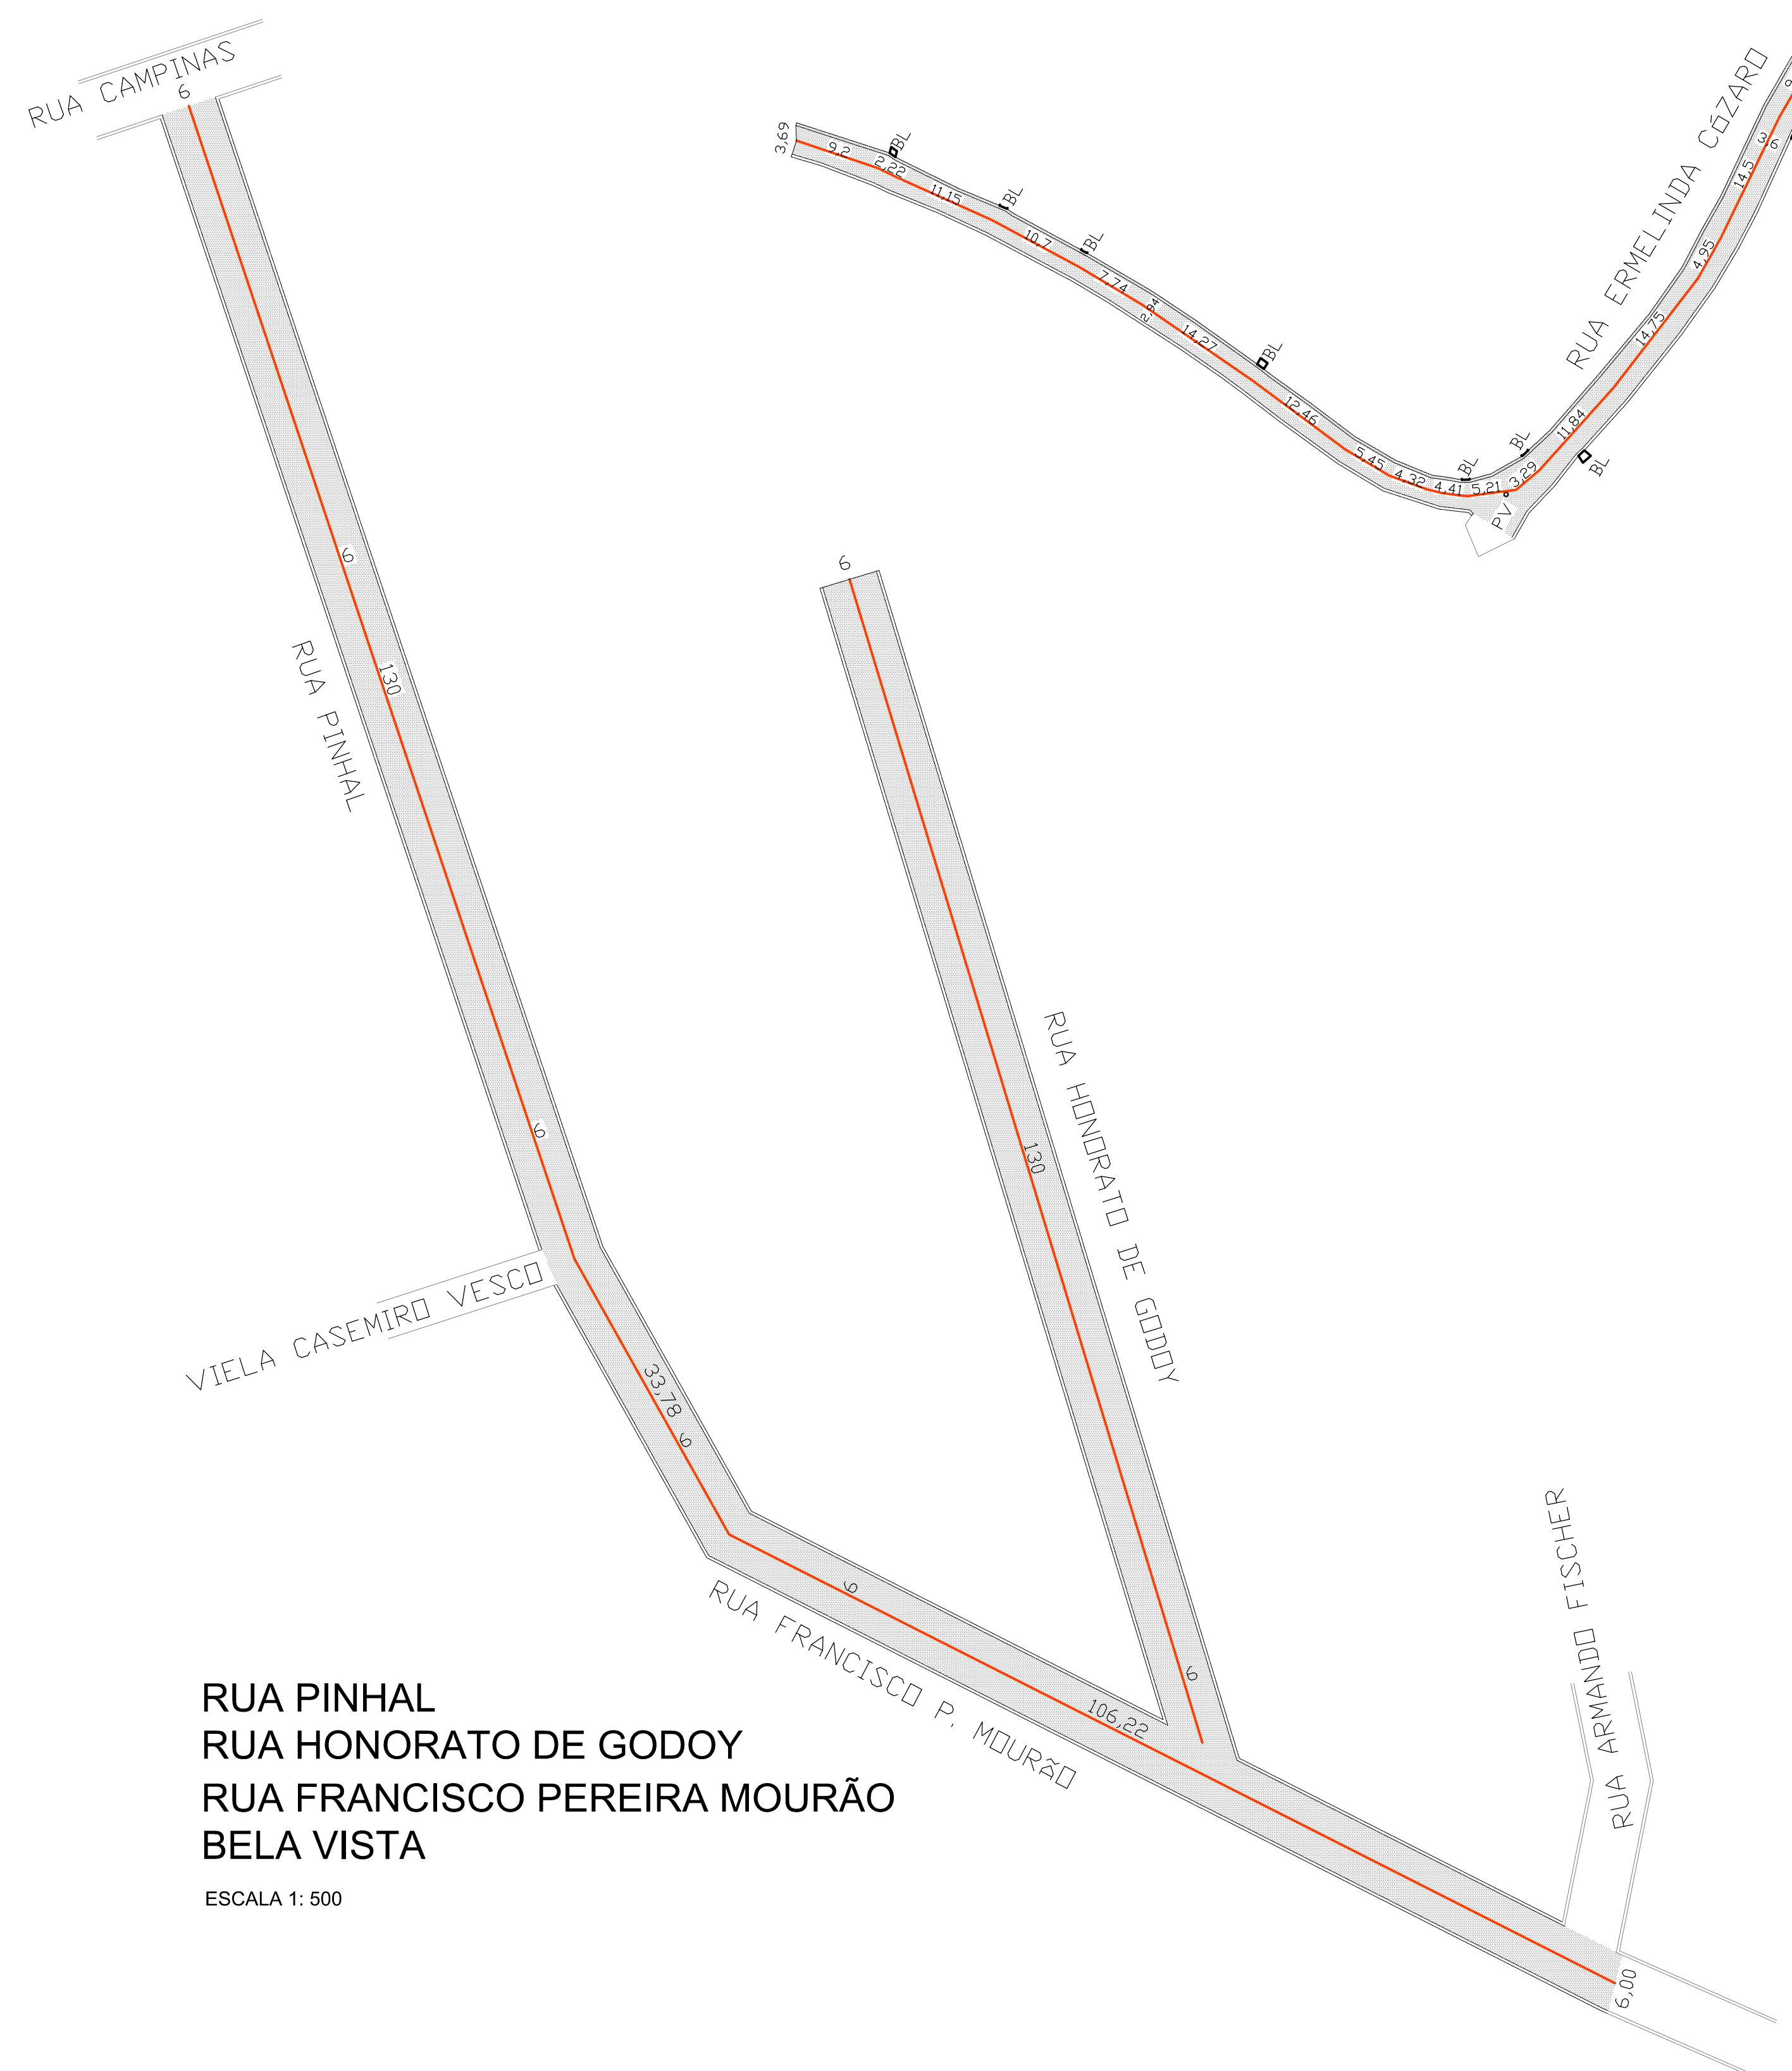 RUA CAMPINAS
6
6
130
RUA PINHAL
6
VIELA CASEMIRO VESCO
33,78
6
6
RUA FRANCISCO P. MOURÃO
106,22
6
130
RUA HONORATO DE GODOY
6
RUA ARMANDO FISCHER
6,00
3,69
9,2
BL
2,22
11,15
BL
10,7
BL
7,74
2,94
14,27
BL
12,46
5,45
4,32
4,41
BL
5,21
PV
BL
3,29
BL
11,84
14,75
4,95
14,5
3,6
RUA ERMELINDA CóZARO
RUA PINHAL
RUA HONORATO DE GODOY
RUA FRANCISCO PEREIRA MOURÃO
BELA VISTA
ESCALA 1: 500